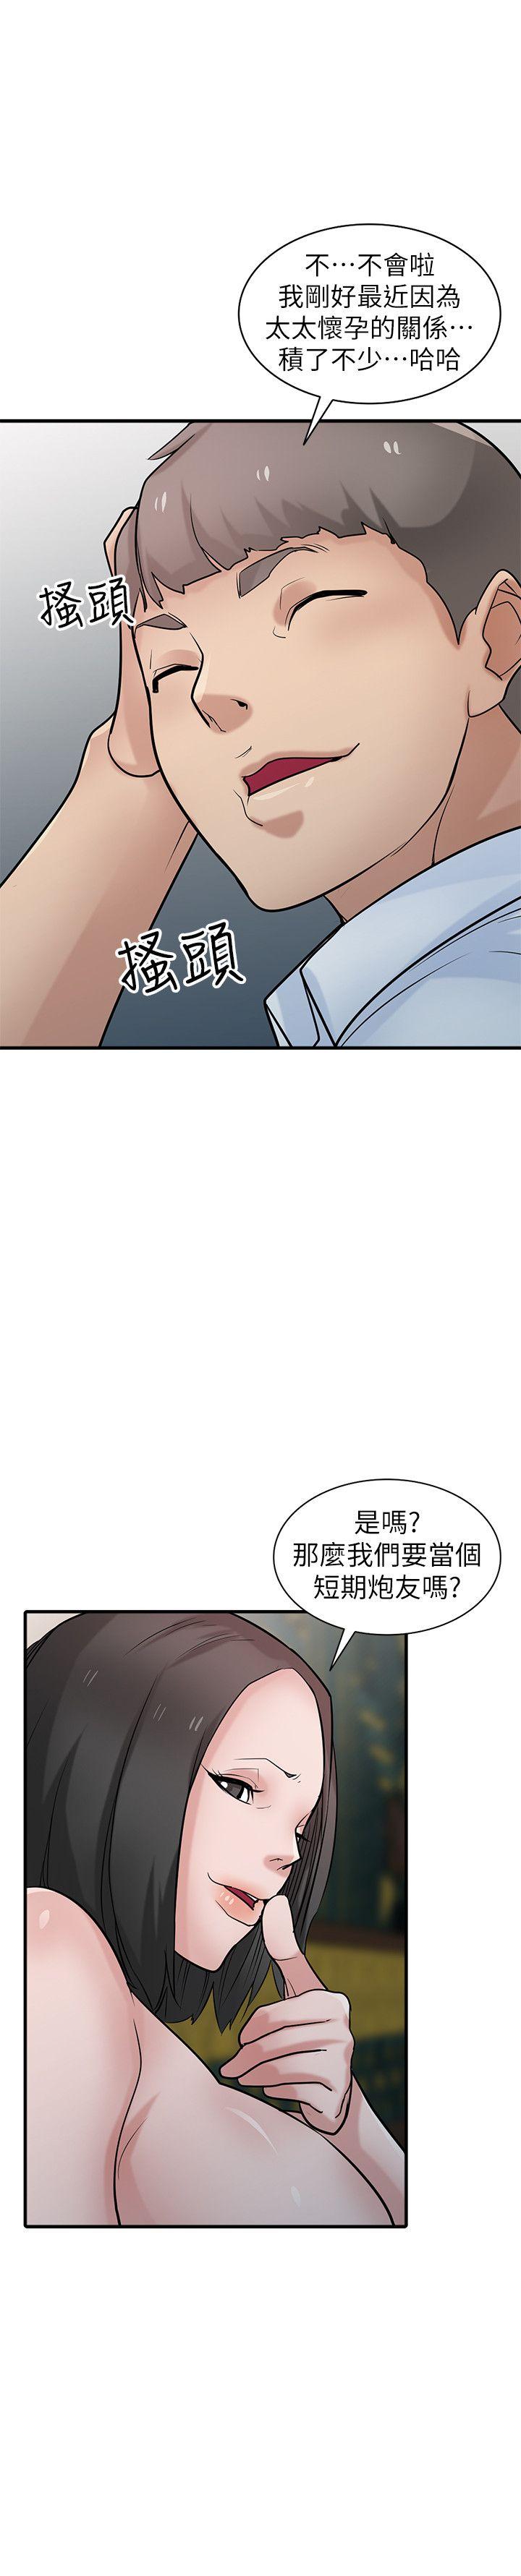 不…不會啦
我剛好最近因為
太太懷孕的關係…
積了不少…哈哈
搔頭
搔頭
是嗎?
那麼我們要當個
短期炮友嗎?